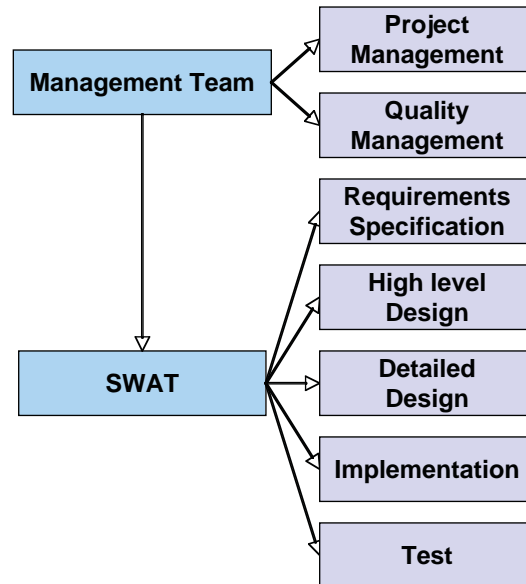 Project
Management
Management Team
Quality
Management
Requirements
Specification
High level
Design
SWAT
Detailed
Design
Implementation
Test